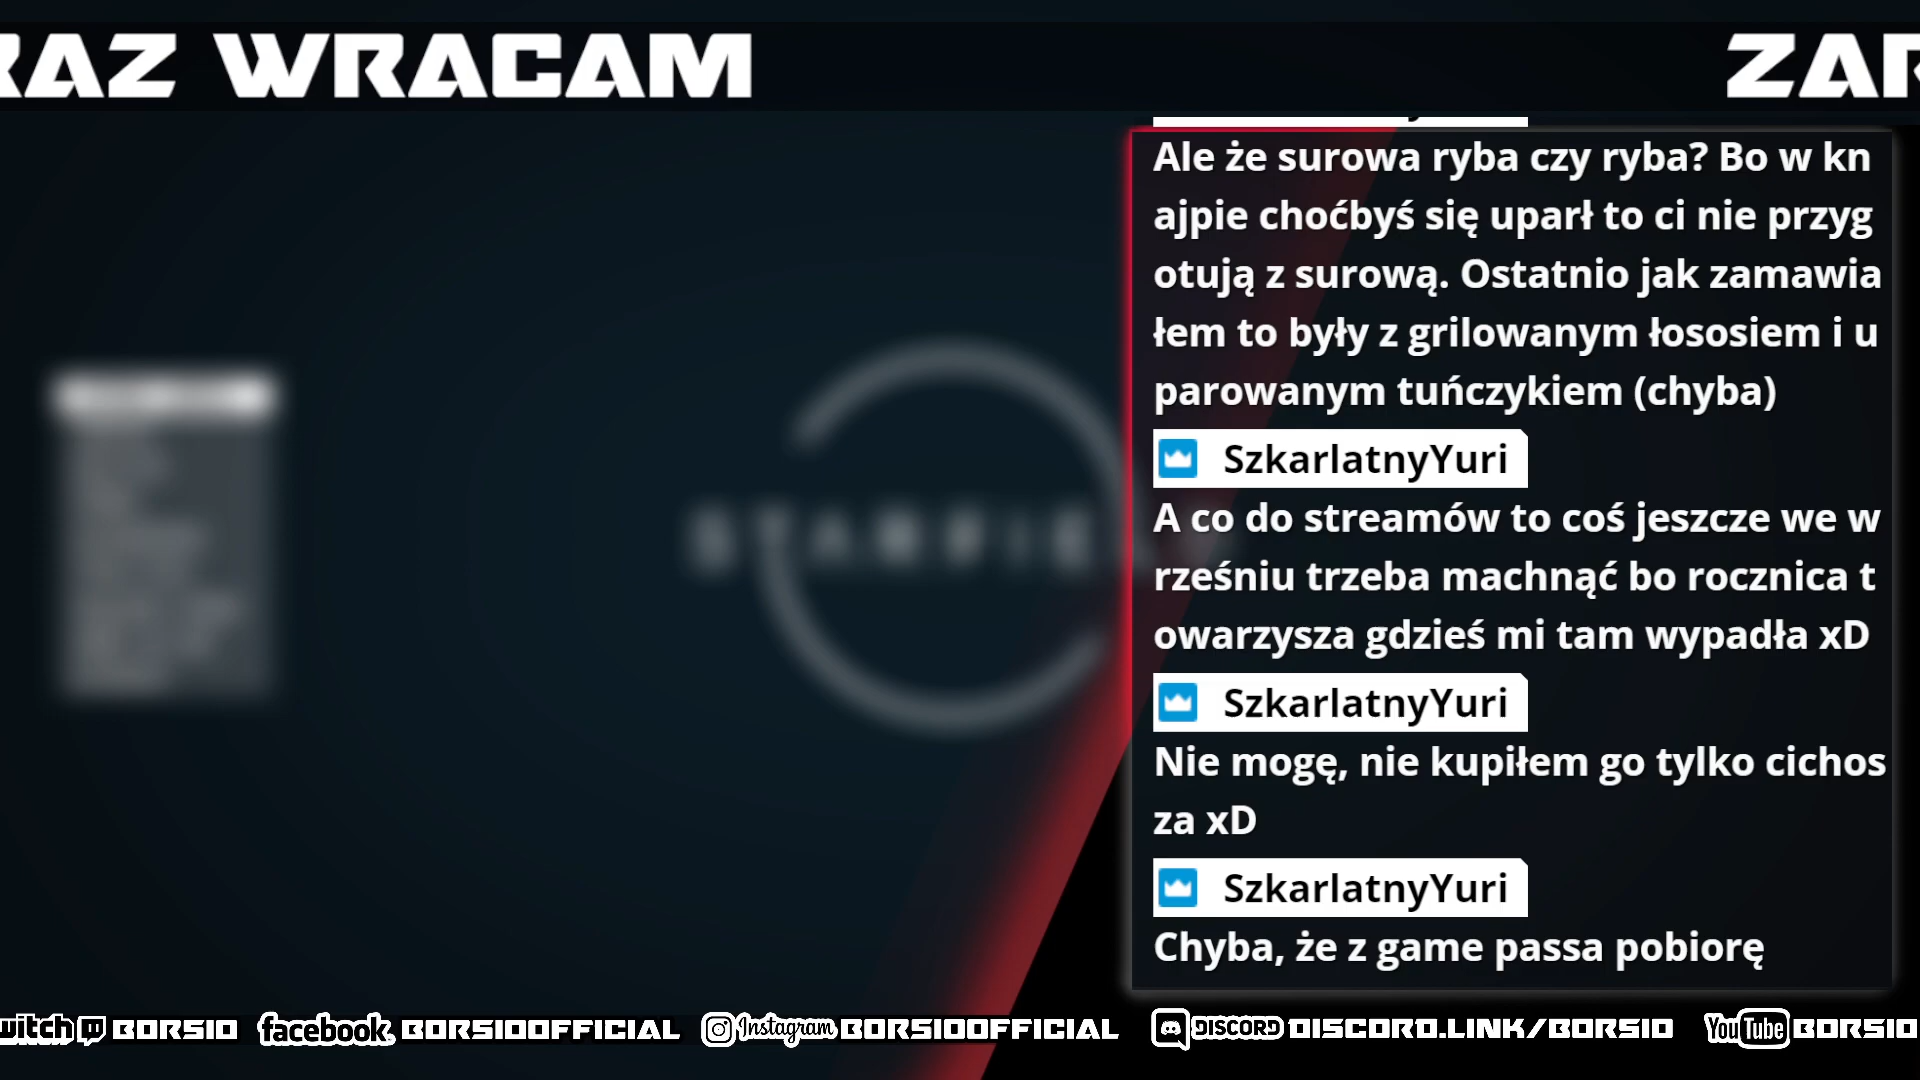 RAZ WRACAM ZAR
Ale że surowa ryba czy ryba? Bo w kn
ajpie choćbyś się uparł to ci nie przyg
otują z surową. Ostatnio jak zamawia
łem to były z grilowanym łososiem i u
parowanym tuńczykiem (chyba)
SzkarlatnyYuri
A co do streamów to coś jeszcze we w
rześniu trzeba machnąć bo rocznica t
owarzysza gdzieś mi tam wypadła xD
SzkarlatnyYuri
Nie mogę, nie kupiłem go tylko cichos
za xD
SzkarlatnyYuri
Chyba, że z game passa pobiorę
STARFIEL
witch BORSIO facebook BORSIOOFFICIAL Instagram BORSIOOFFICIAL DISCORD DISCORD.LINK/BORSIO YouTube BORSIO